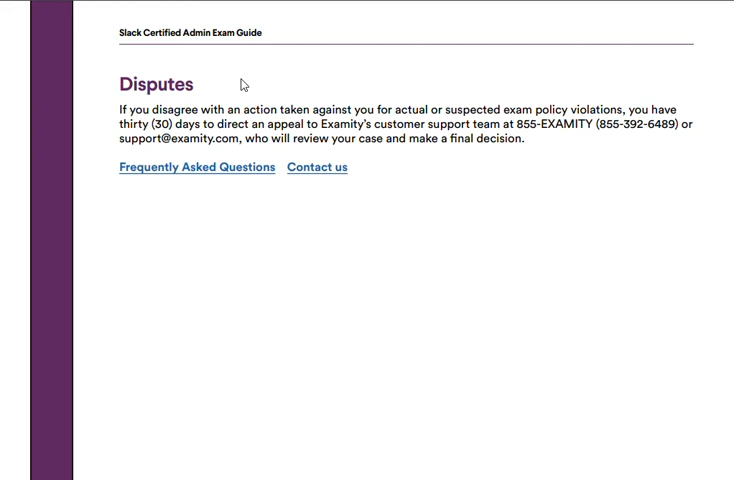 Slack Certified Admin Exam Guide
Disputes
If you disagree with an action taken against you for actual or suspected exam policy violations, you have
thirty (30) days to direct an appeal to Examity's customer support team at 855-EXAMITY (855-392-6489) or
support@examity.com, who will review your case and make a final decision.
Frequently Asked Questions Contact us